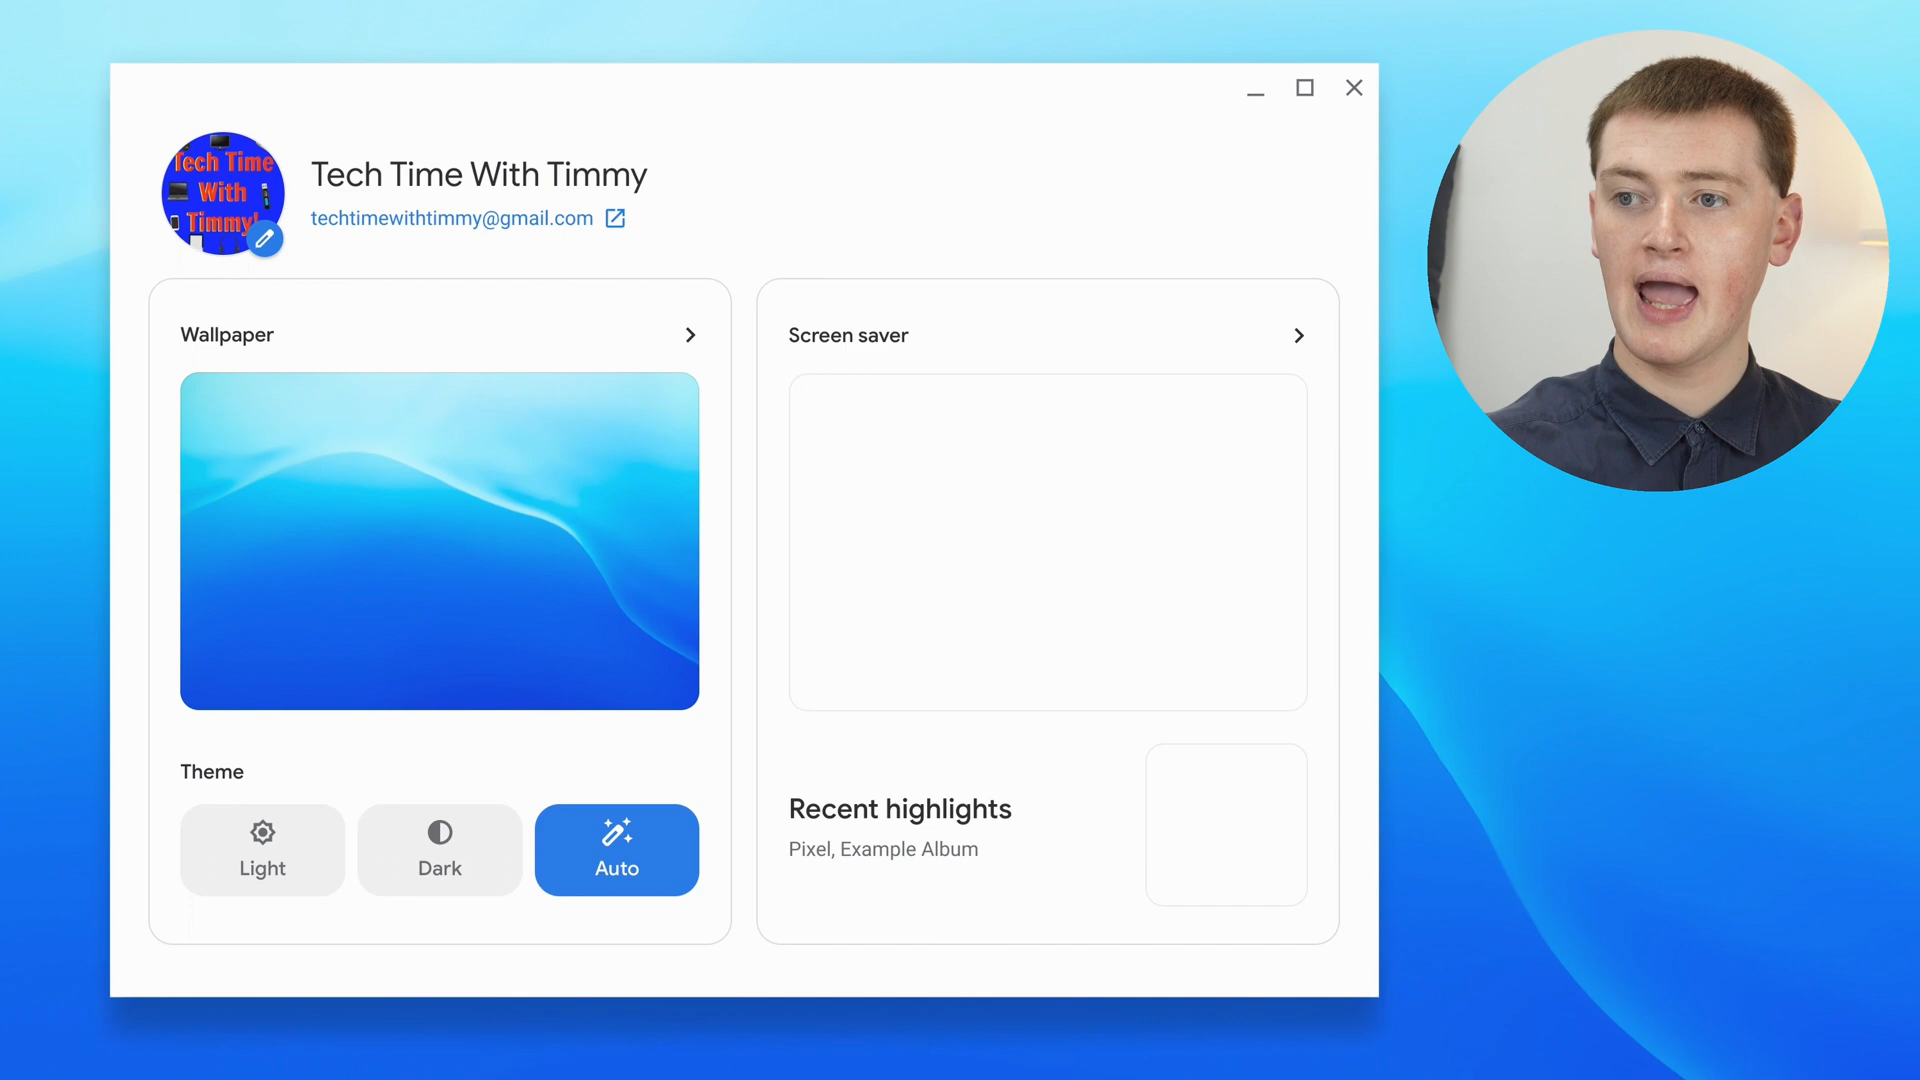 Tech Time
With
Timmy!
Tech Time With Timmy
techtimewithtimmy@gmail.com
Wallpaper
Screen saver
Theme
Light
Dark
Auto
Recent highlights
Pixel, Example Album